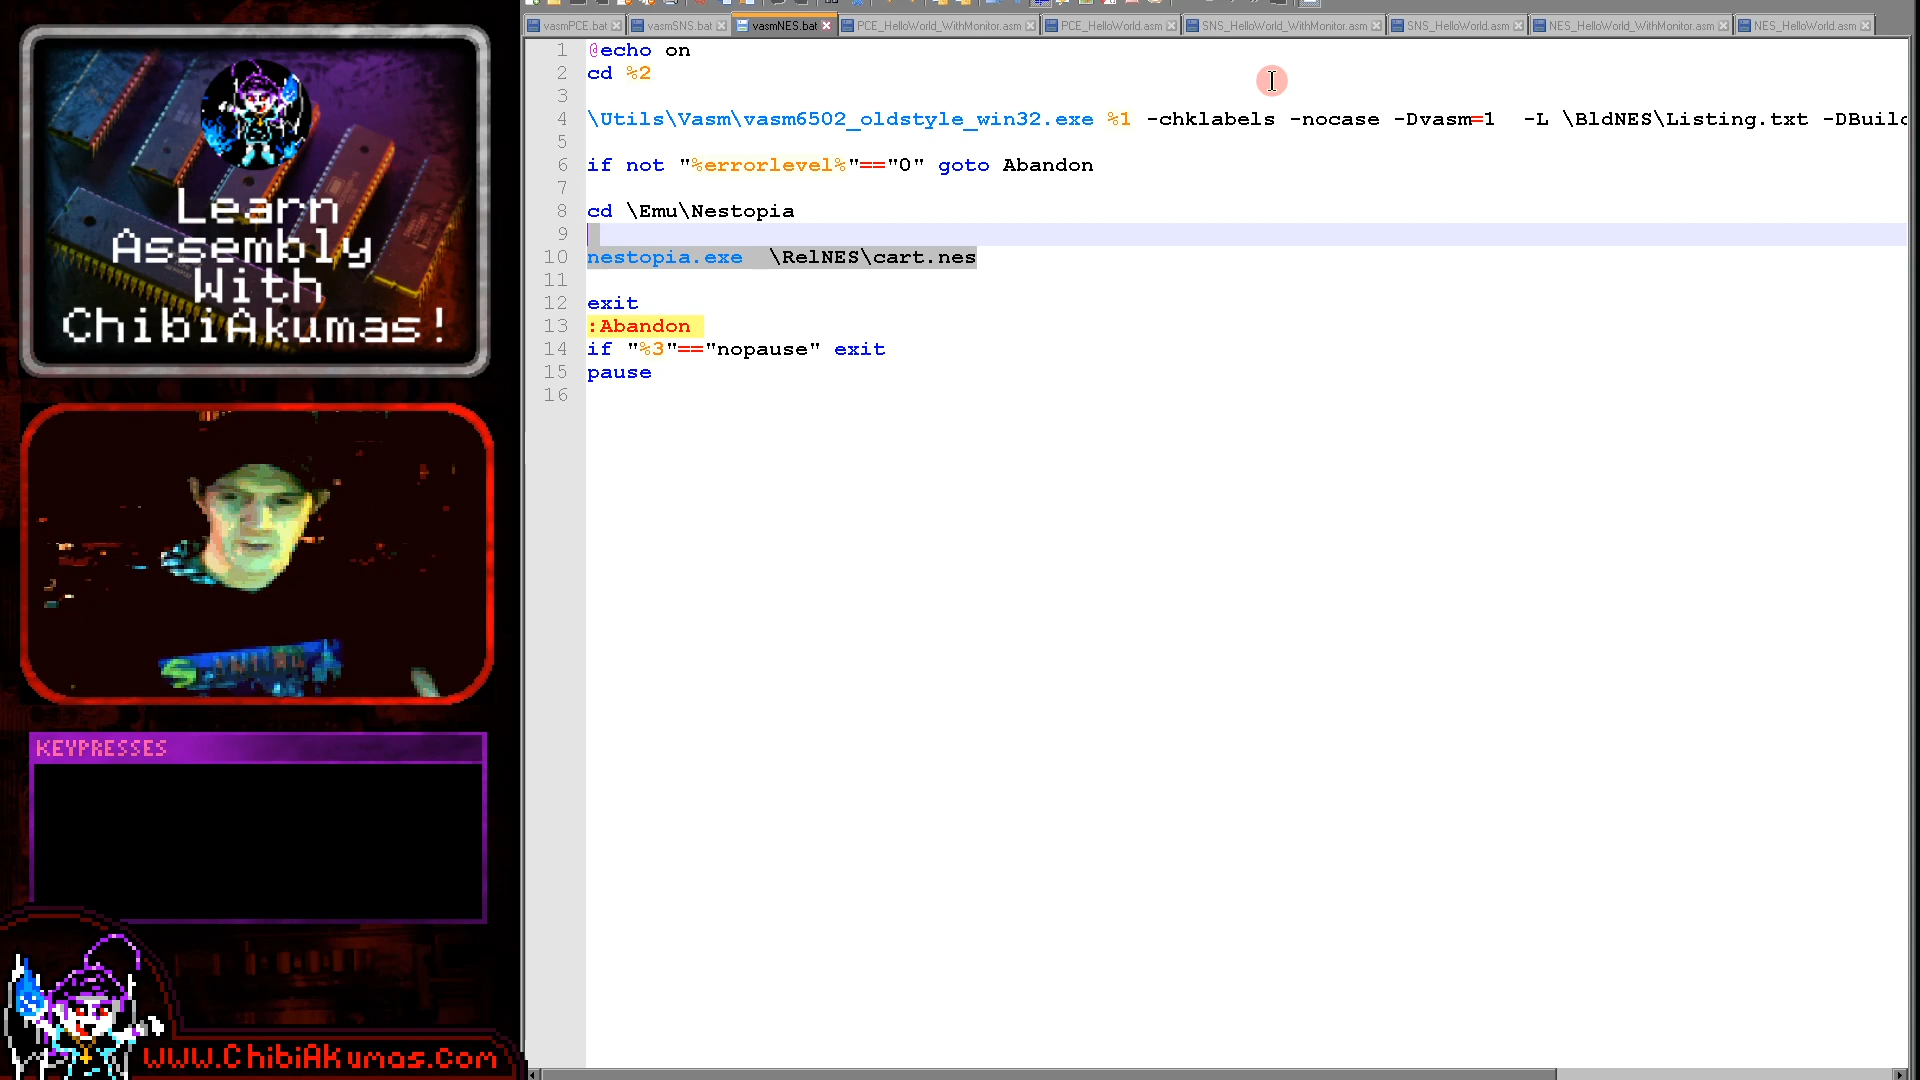 Learn
Assembly
With
ChibiAkumas!
KEYPRESSES
www.ChibiAkumas.com
vasmPCE.bat
vasmSNS.bat
vasmNES.bat
PCE_HelloWorld_WithMonitor.asm
PCE_HelloWorld.asm
SNS_HelloWorld_WithMonitor.asm
SNS_HelloWorld.asm
NES_HelloWorld_WithMonitor.asm
NES_HelloWorld.asm
1 @echo on
2 cd %2
3
4 \Utils\Vasm\vasm6502_oldstyle_win32.exe %1 -chklabels -nocase -Dvasm=1 -L \BldNES\Listing.txt -DBuild
5
6 if not "%errorlevel%"=="0" goto Abandon
7
8 cd \Emu\Nestopia
9
10 nestopia.exe \RelNES\cart.nes
11
12 exit
13 :Abandon
14 if "%3"=="nopause" exit
15 pause
16